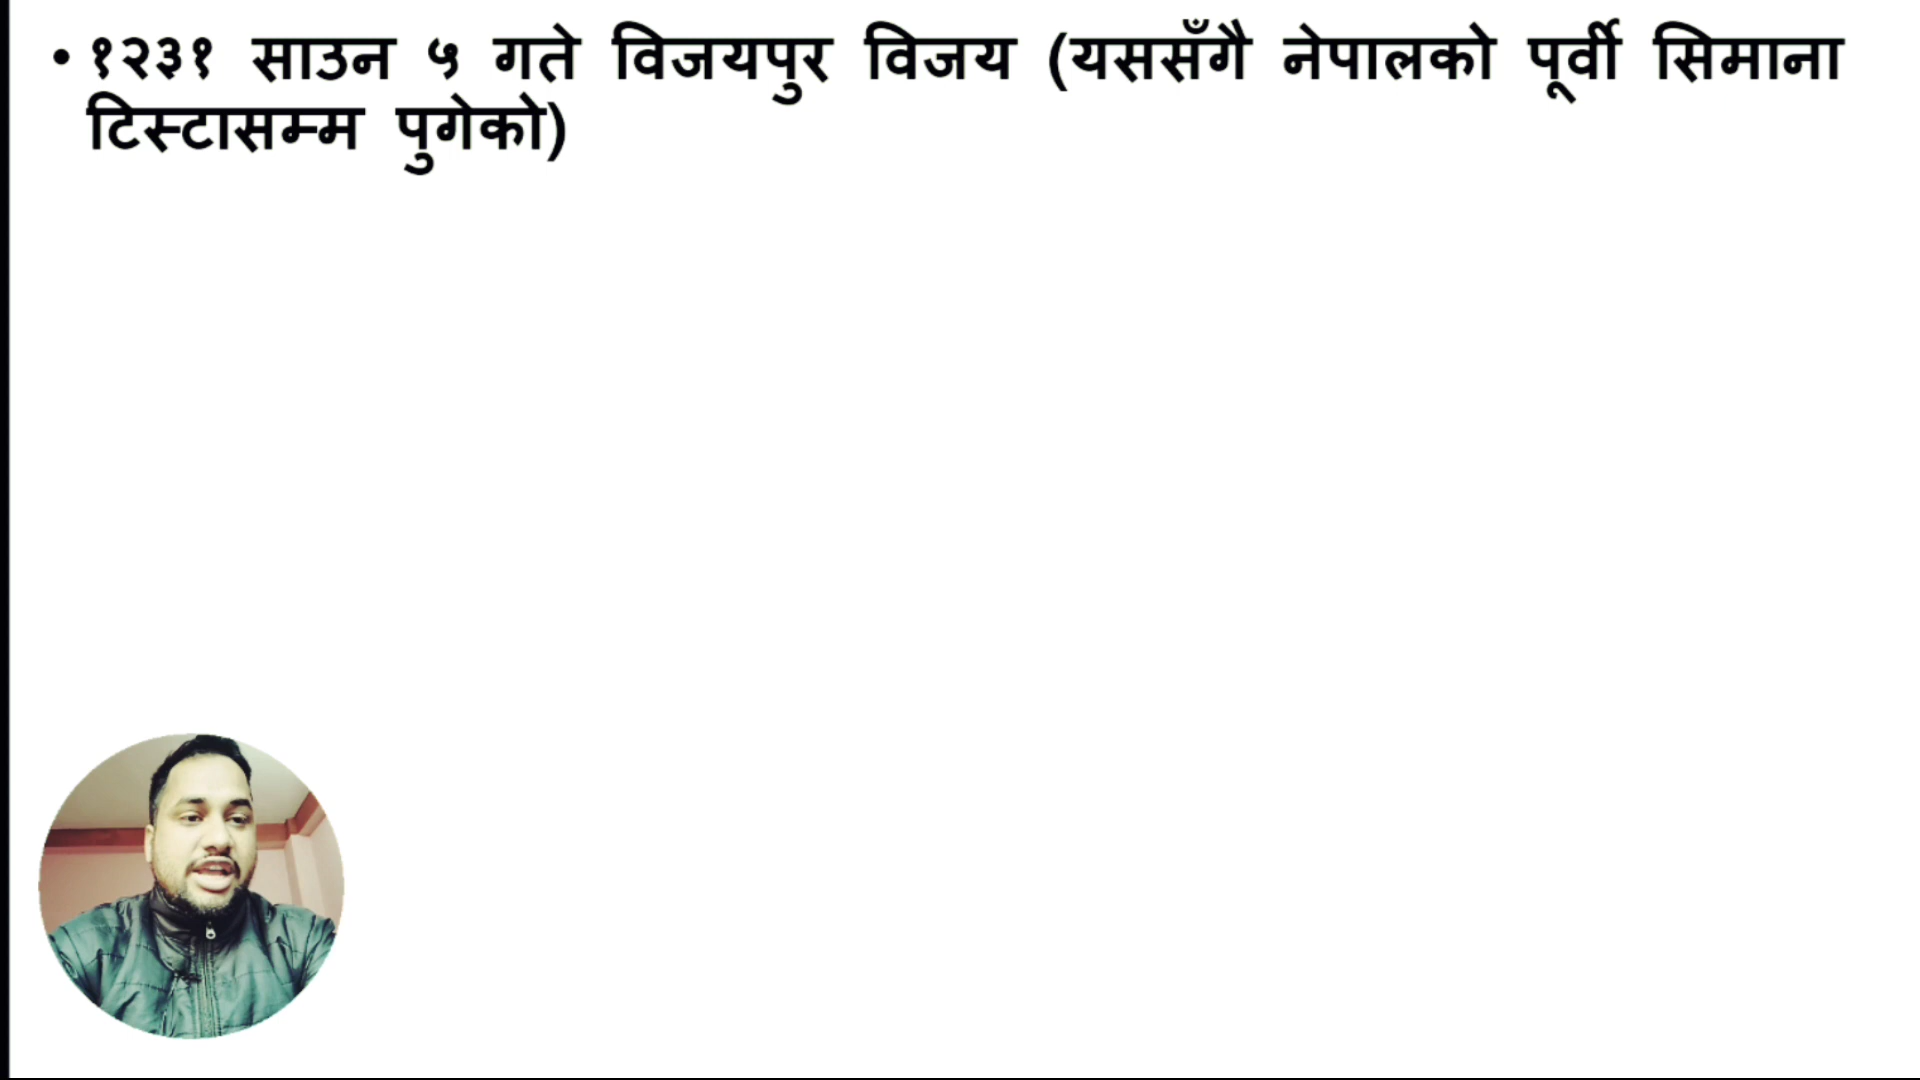 • १२३१ साउन ५ गते विजयपुर विजय (यससँगै नेपालको पूर्वी सिमाना
टिस्टासम्म पुगेको)